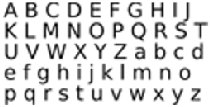 A B C D E F G H I J
K L M N O P Q R S T
U V W X Y Z a b c d
e f g h i j k l m n o
p q r s t u v w x y z